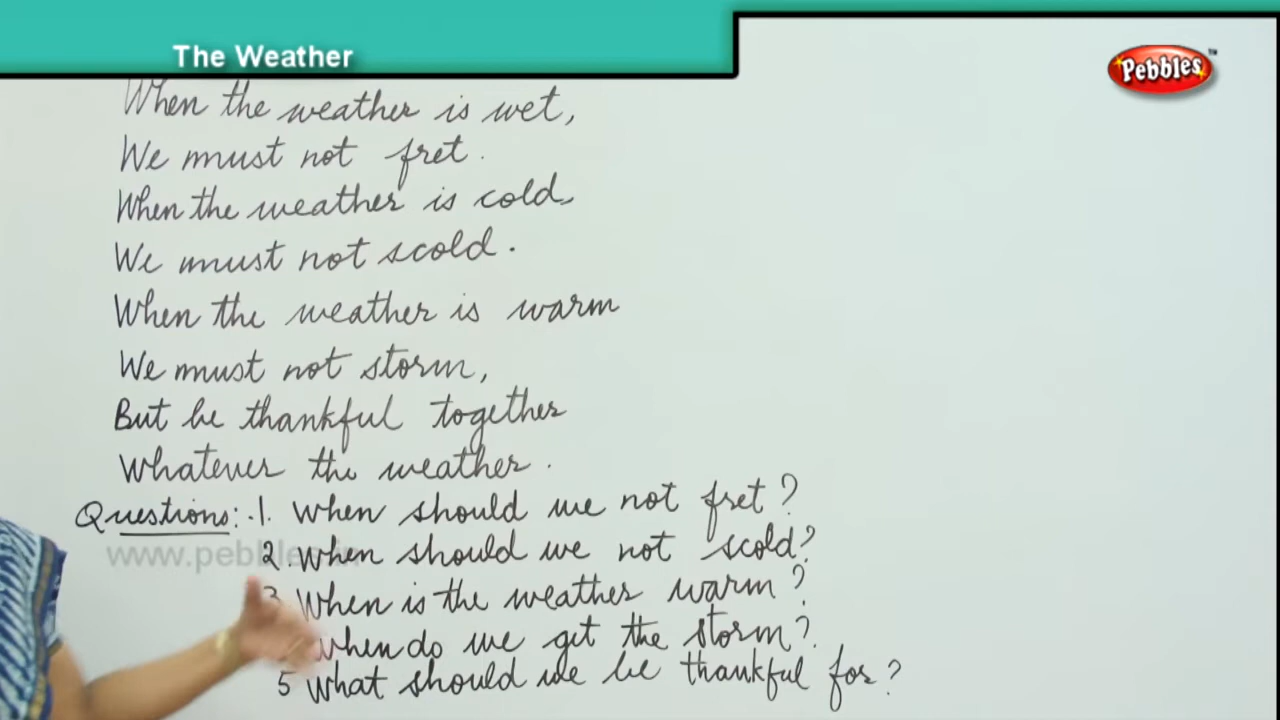 The Weather
Pebbles™
When the weather is wet,
We must not fret.
When the weather is cold,
We must not scold.
When the weather is warm
We must not storm,
But be thankful together
Whatever the weather.
Questions:- 1. When should we not fret?
www.pebbles.in
2. When should we not scold?
3 When is the weather warm?
When do we get the storm?
5 What should we be thankful for?